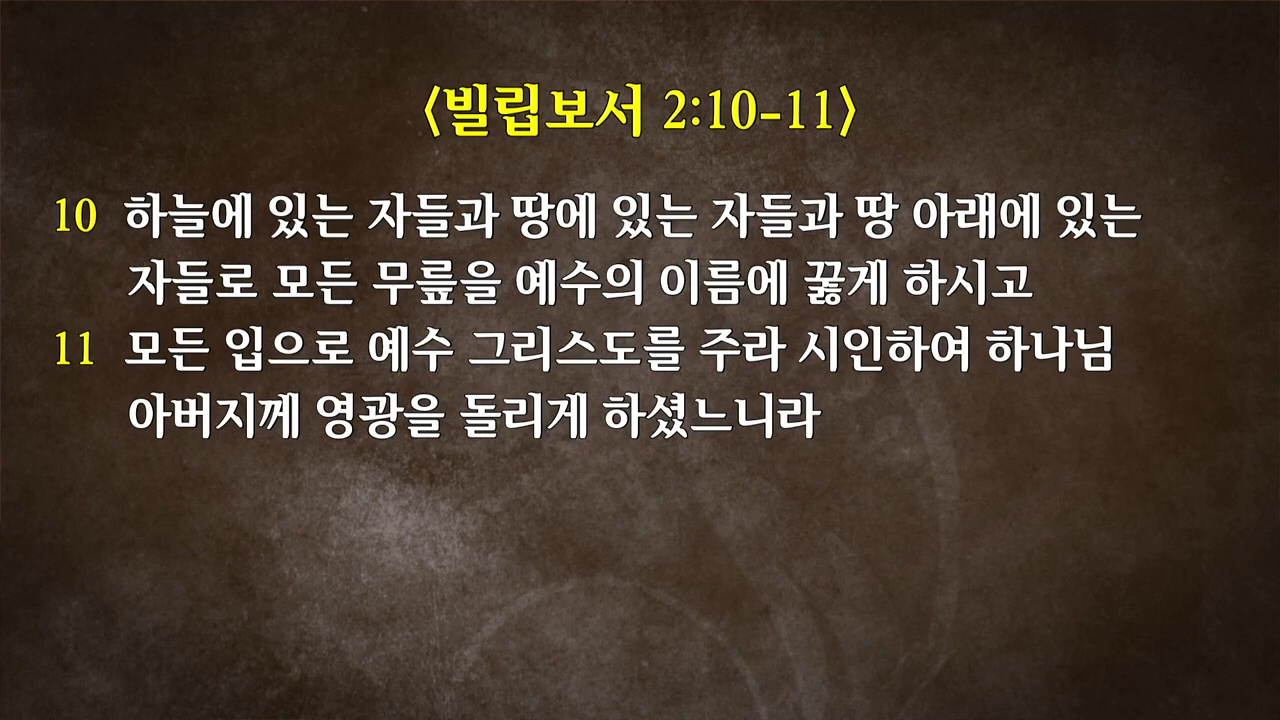 〈빌립보서 2:10-11〉
10 하늘에 있는 자들과 땅에 있는 자들과 땅 아래에 있는
자들로 모든 무릎을 예수의 이름에 꿇게 하시고
11 모든 입으로 예수 그리스도를 주라 시인하여 하나님
아버지께 영광을 돌리게 하셨느니라